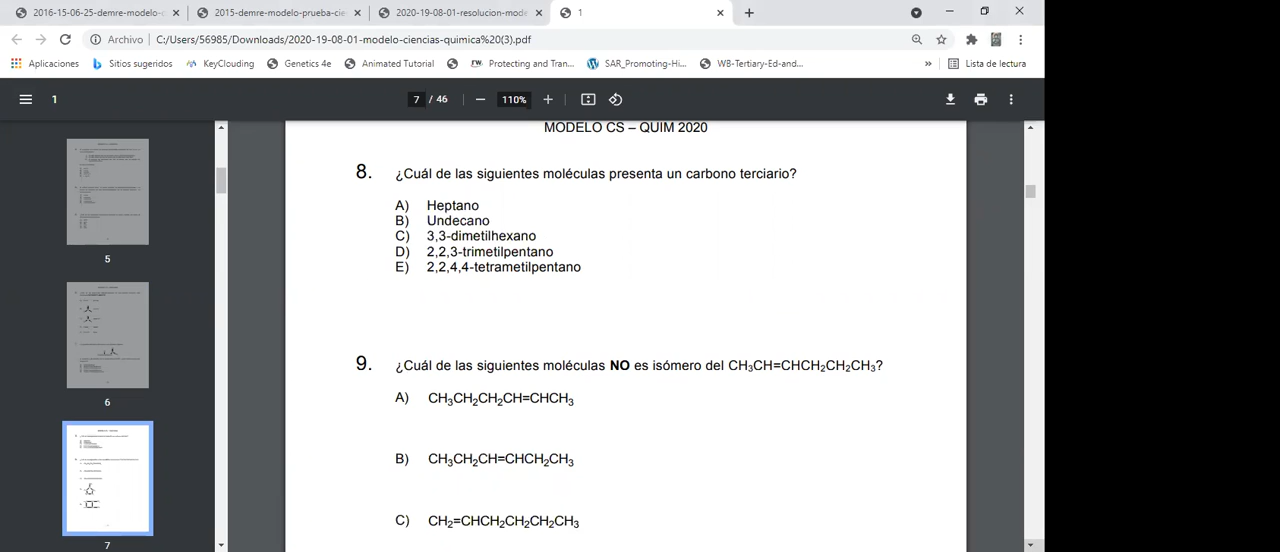 2016-15-06-25-demre-modelo-c
2015-demre-modelo-prueba-cie
2020-19-08-01-resolucion-mode
1
Archivo
C:/Users/56985/Downloads/2020-19-08-01-modelo-ciencias-quimica%20(3).pdf
Aplicaciones
Sitios sugeridos
KeyClouding
Genetics 4e
Animated Tutorial
Protecting and Tran...
SAR_Promoting-Hi...
WB-Tertiary-Ed-and...
»
Lista de lectura
1
7 / 46
110%
5
6
7
MODELO CS – QUIM 2020
8. ¿Cuál de las siguientes moléculas presenta un carbono terciario?
A) Heptano
B) Undecano
C) 3,3-dimetilhexano
D) 2,2,3-trimetilpentano
E) 2,2,4,4-tetrametilpentano
9. ¿Cuál de las siguientes moléculas NO es isómero del CH₃CH=CHCH₂CH₂CH₃?
A) CH₃CH₂CH₂CH=CHCH₃
B) CH₃CH₂CH=CHCH₂CH₃
C) CH₂=CHCH₂CH₂CH₂CH₃